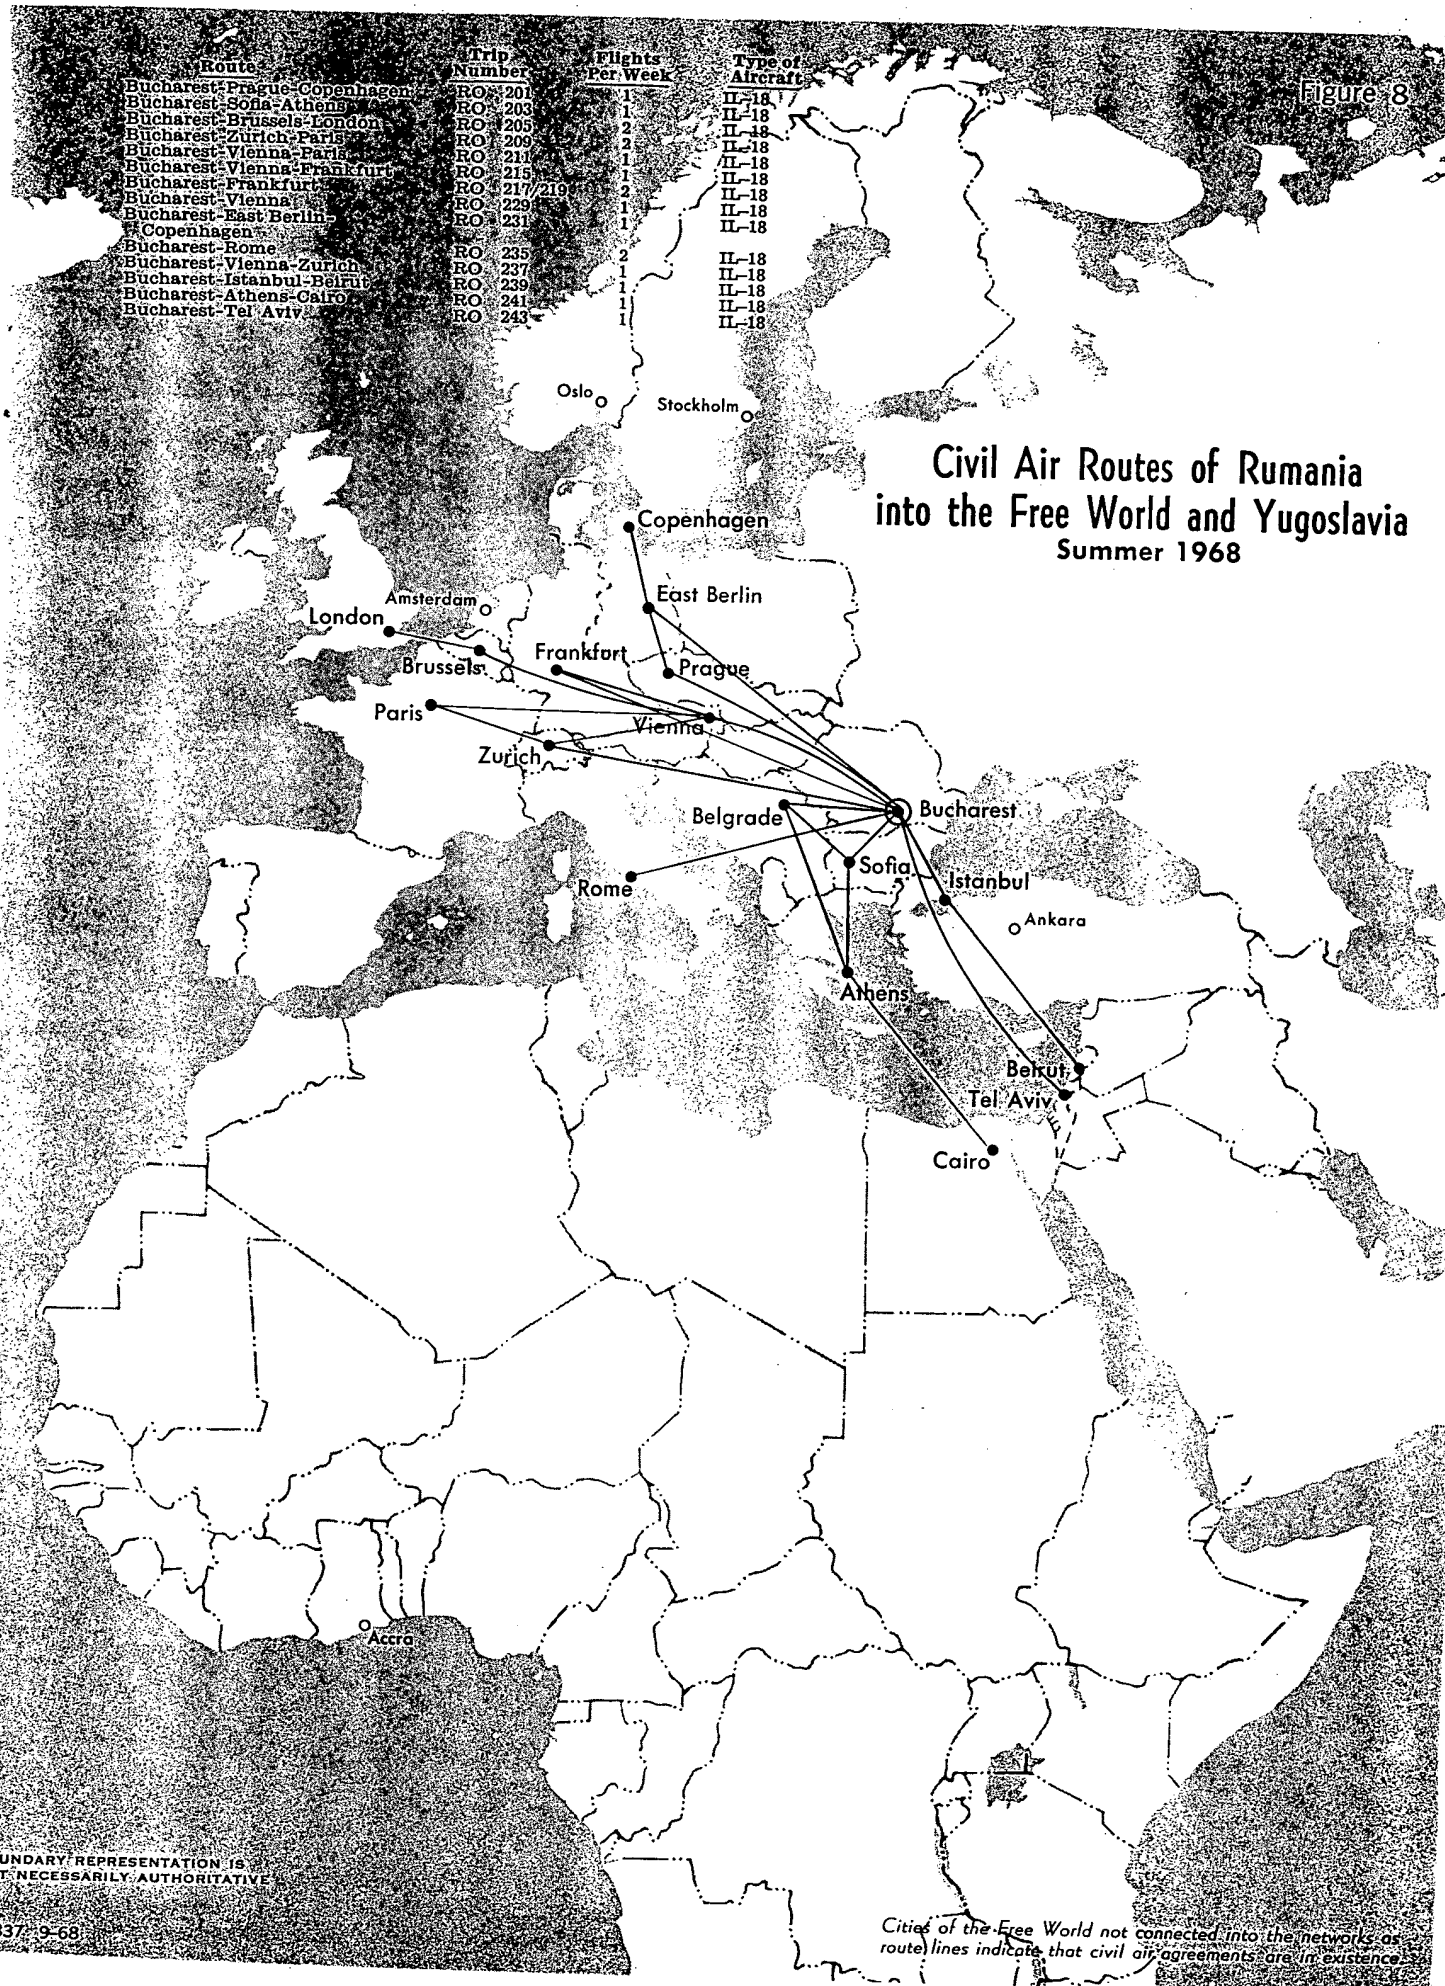 Figure 8
Route Trip Number Flights Per Week Type of Aircraft
Bucharest-Prague-Copenhagen RO 201 1 IL-18
Bucharest-Sofia-Athens RO 203 1 IL-18
Bucharest-Brussels-London RO 205 2 IL-18
Bucharest-Zurich-Paris RO 209 2 IL-18
Bucharest-Vienna-Paris RO 211 1 IL-18
Bucharest-Vienna-Frankfurt RO 215 1 IL-18
Bucharest-Frankfurt RO 217/219 2 IL-18
Bucharest-Vienna RO 229 1 IL-18
Bucharest-East Berlin- RO 231 1 IL-18
Copenhagen
Bucharest-Rome RO 235 2 IL-18
Bucharest-Vienna-Zurich RO 237 1 IL-18
Bucharest-Istanbul-Beirut RO 239 1 IL-18
Bucharest-Athens-Cairo RO 241 1 IL-18
Bucharest-Tel Aviv RO 243 1 IL-18
Civil Air Routes of Rumania
into the Free World and Yugoslavia
Summer 1968
Oslo
Stockholm
Copenhagen
East Berlin
Amsterdam
London
Frankfurt
Brussels
Prague
Paris
Vienna
Zurich
Belgrade
Bucharest
Sofia
Istanbul
Rome
Ankara
Athens
Beirut
Tel Aviv
Cairo
Accra
UNDARY REPRESENTATION IS
T NECESSARILY AUTHORITATIVE
37 9-68
Cities of the Free World not connected into the networks as
route lines indicate that civil air agreements are in existence.